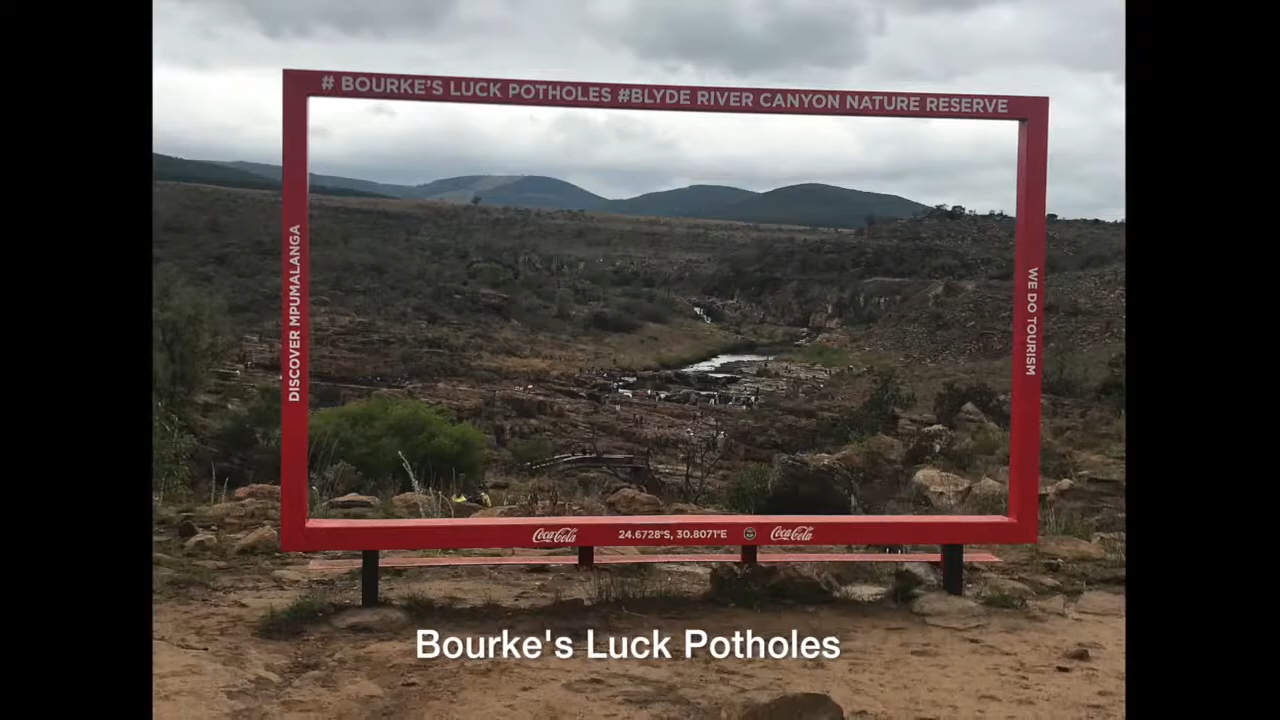 # BOURKE'S LUCK POTHOLES #BLYDE RIVER CANYON NATURE RESERVE
DISCOVER MPUMALANGA
WE DO TOURISM
Coca-Cola 24.6728°S, 30.8071°E Coca-Cola
Bourke's Luck Potholes